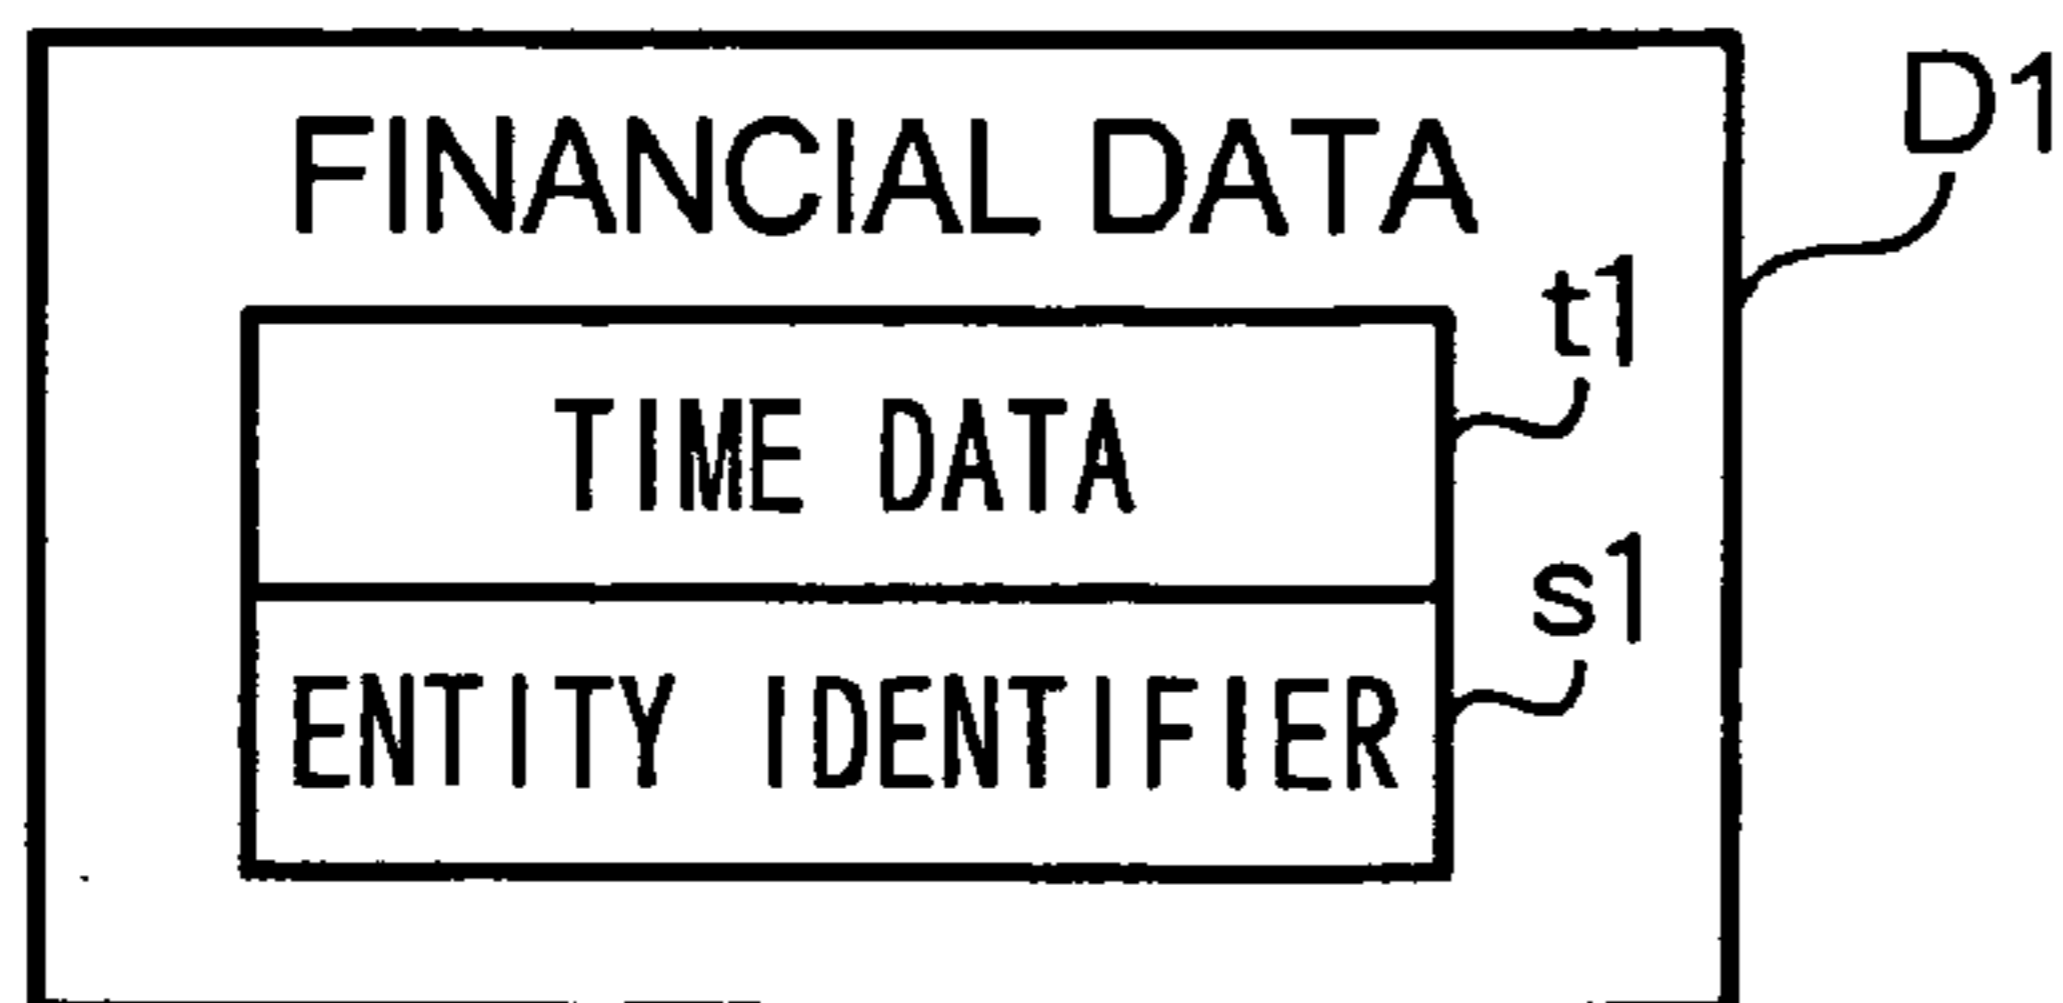 D1
FINANCIAL DATA
t1
TIME DATA
s1
ENTITY IDENTIFIER